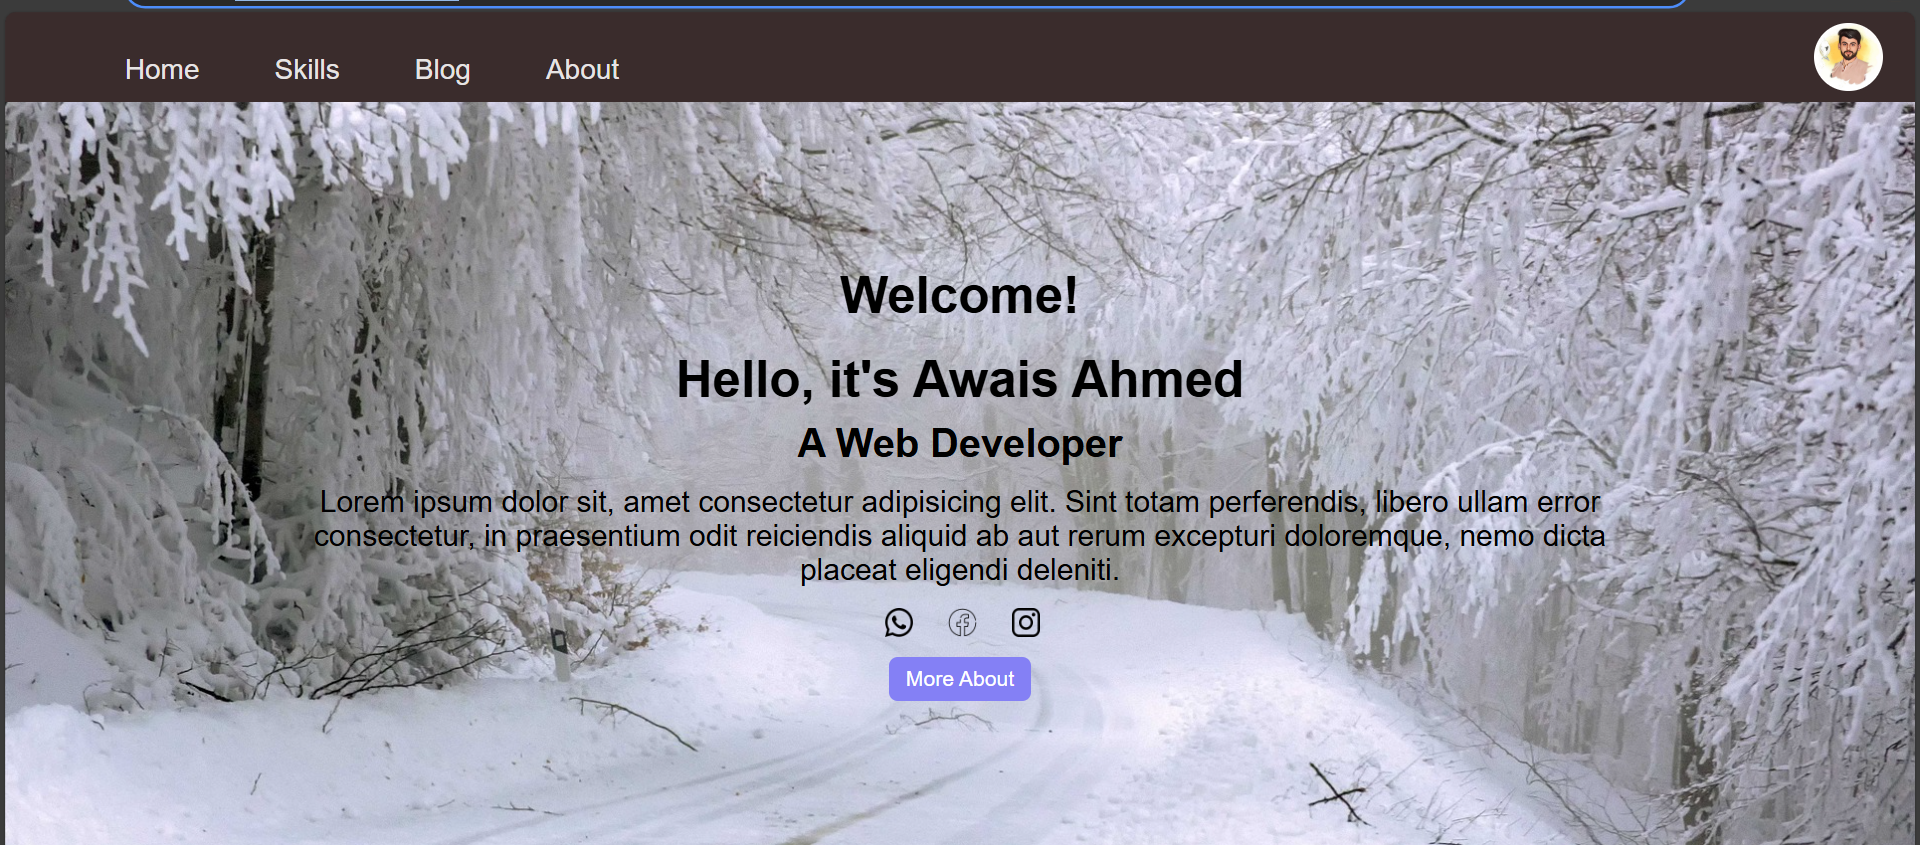 Home Skills Blog About
Welcome!
Hello, it's Awais Ahmed
A Web Developer
Lorem ipsum dolor sit, amet consectetur adipisicing elit. Sint totam perferendis, libero ullam error
consectetur, in praesentium odit reiciendis aliquid ab aut rerum excepturi doloremque, nemo dicta
placeat eligendi deleniti.
More About